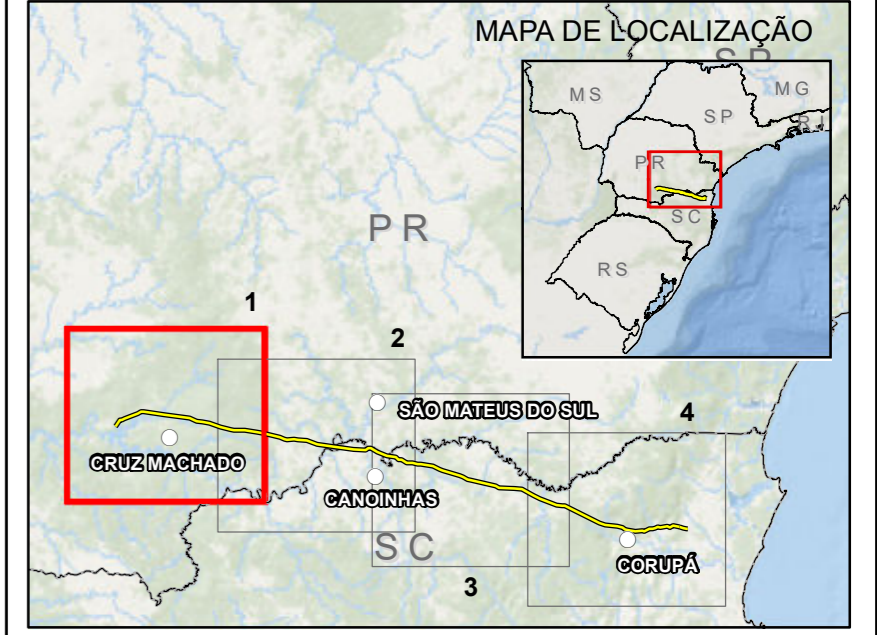 MAPA DE LOCALIZAÇÃO
SP
MS
MG
SP
RJ
PR
SC
RS
PR
1
2
SÃO MATEUS DO SUL
4
CRUZ MACHADO
CANOINHAS
SC
CORUPÁ
3